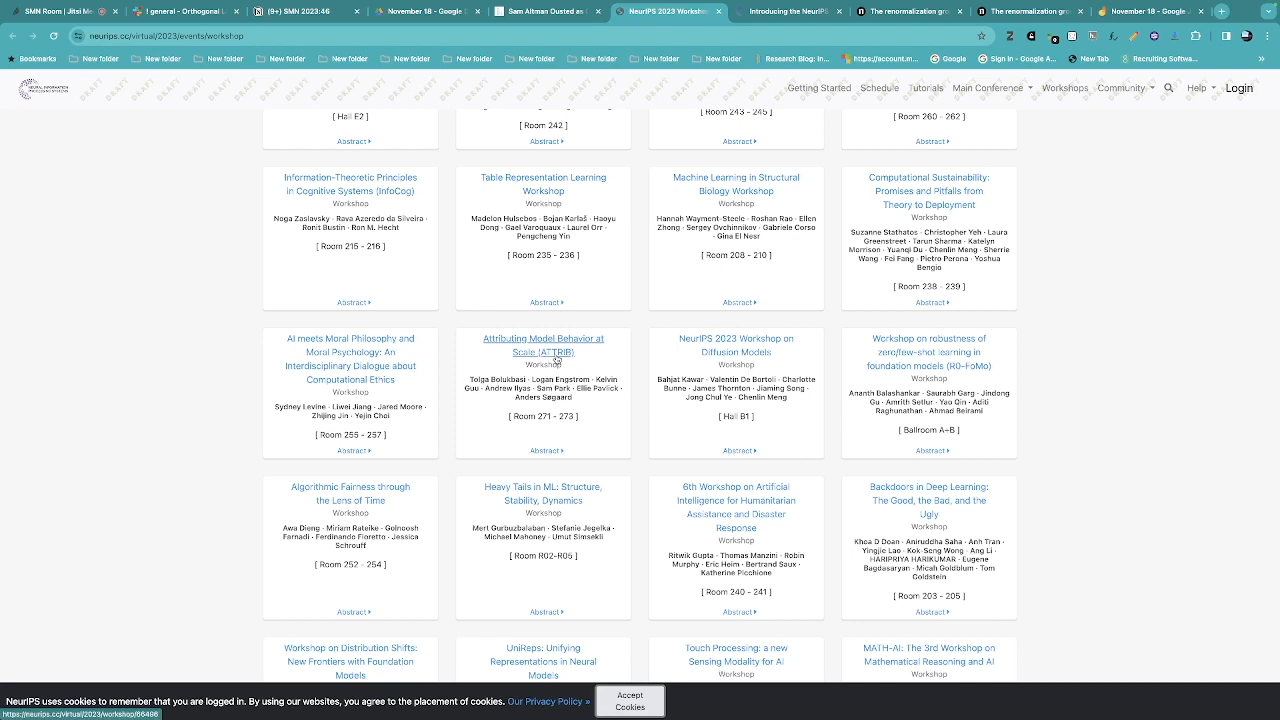 SMN Room | Jitsi Me
general - Orthogonal L
(9+) SMN 2023:46
November 18 - Google D
Sam Altman Ousted as
NeurIPS 2023 Workshop
Introducing the NeurIPS
The renormalization gro
The renormalization gro
November 18 - Google D
neurips.cc/virtual/2023/events/workshop
Bookmarks
New folder
New folder
New folder
New folder
New folder
New folder
New folder
New folder
New folder
New folder
New folder
Research Blog: In...
https://account.m...
Google
Sign in - Google A...
New Tab
Recruiting Softwa...
NEURAL INFORMATION
PROCESSING SYSTEMS
DRAFT
Getting Started Schedule Tutorials Main Conference Workshops Community Help Login
[ Hall E2 ]
Abstract
[ Room 242 ]
Abstract
[ Room 243 - 245 ]
Abstract
[ Room 260 - 262 ]
Abstract
Information-Theoretic Principles
in Cognitive Systems (InfoCog)
Workshop
Noga Zaslavsky · Rava Azeredo da Silveira ·
Ronit Bustin · Ron M. Hecht
[ Room 215 - 216 ]
Abstract
Table Representation Learning
Workshop
Workshop
Madelon Hulsebos · Bojan Karlaš · Haoyu
Dong · Gael Varoquaux · Laurel Orr ·
Pengcheng Yin
[ Room 235 - 236 ]
Abstract
Machine Learning in Structural
Biology Workshop
Workshop
Hannah Wayment-Steele · Roshan Rao · Ellen
Zhong · Sergey Ovchinnikov · Gabriele Corso
· Gina El Nesr
[ Room 208 - 210 ]
Abstract
Computational Sustainability:
Promises and Pitfalls from
Theory to Deployment
Workshop
Suzanne Stathatos · Christopher Yeh · Laura
Greenstreet · Tarun Sharma · Katelyn
Morrison · Yuanqi Du · Chenlin Meng · Sherrie
Wang · Fei Fang · Pietro Perona · Yoshua
Bengio
[ Room 238 - 239 ]
Abstract
AI meets Moral Philosophy and
Moral Psychology: An
Interdisciplinary Dialogue about
Computational Ethics
Workshop
Sydney Levine · Liwei Jiang · Jared Moore ·
Zhijing Jin · Yejin Choi
[ Room 255 - 257 ]
Abstract
Attributing Model Behavior at
Scale (ATTRIB)
Workshop
Tolga Bolukbasi · Logan Engstrom · Kelvin
Guu · Andrew Ilyas · Sam Park · Ellie Pavlick ·
Anders Søgaard
[ Room 271 - 273 ]
Abstract
NeurIPS 2023 Workshop on
Diffusion Models
Workshop
Bahjat Kawar · Valentin De Bortoli · Charlotte
Bunne · James Thornton · Jiaming Song ·
Jong Chul Ye · Chenlin Meng
[ Hall B1 ]
Abstract
Workshop on robustness of
zero/few-shot learning in
foundation models (R0-FoMo)
Workshop
Ananth Balashankar · Saurabh Garg · Jindong
Gu · Amrith Setlur · Yao Qin · Aditi
Raghunathan · Ahmad Beirami
[ Ballroom A+B ]
Abstract
Algorithmic Fairness through
the Lens of Time
Workshop
Awa Dieng · Miriam Rateike · Golnoosh
Farnadi · Ferdinando Fioretto · Jessica
Schrouff
[ Room 252 - 254 ]
Abstract
Heavy Tails in ML: Structure,
Stability, Dynamics
Workshop
Mert Gurbuzbalaban · Stefanie Jegelka ·
Michael Mahoney · Umut Simsekli
[ Room R02-R05 ]
Abstract
6th Workshop on Artificial
Intelligence for Humanitarian
Assistance and Disaster
Response
Workshop
Ritwik Gupta · Thomas Manzini · Robin
Murphy · Eric Heim · Bertrand Saux ·
Katherine Picchione
[ Room 240 - 241 ]
Abstract
Backdoors in Deep Learning:
The Good, the Bad, and the
Ugly
Workshop
Khoa D Doan · Aniruddha Saha · Anh Tran ·
Yingjie Lao · Kok-Seng Wong · Ang Li ·
HARIPRIYA HARIKUMAR · Eugene
Bagdasaryan · Micah Goldblum · Tom
Goldstein
[ Room 203 - 205 ]
Abstract
Workshop on Distribution Shifts:
New Frontiers with Foundation
Models
UniReps: Unifying
Representations in Neural
Models
Touch Processing: a new
Sensing Modality for AI
Workshop
MATH-AI: The 3rd Workshop on
Mathematical Reasoning and AI
Workshop
NeurIPS uses cookies to remember that you are logged in. By using our websites, you agree to the placement of cookies. Our Privacy Policy »
Accept
Cookies
https://neurips.cc/virtual/2023/workshop/66496